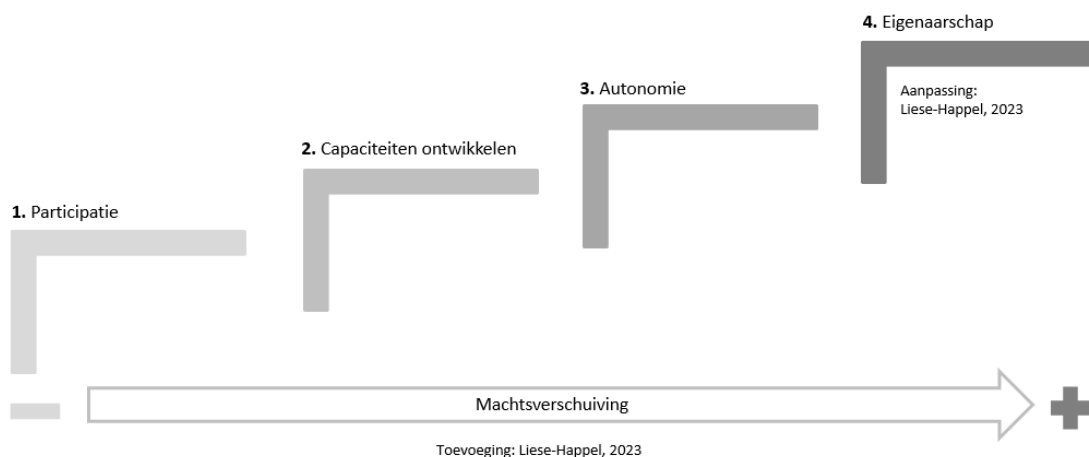 4. Eigenaarschap
Aanpassing:
Liese-Happel, 2023
3. Autonomie
2. Capaciteiten ontwikkelen
1. Participatie
Machtsverschuiving
Toevoeging: Liese-Happel, 2023